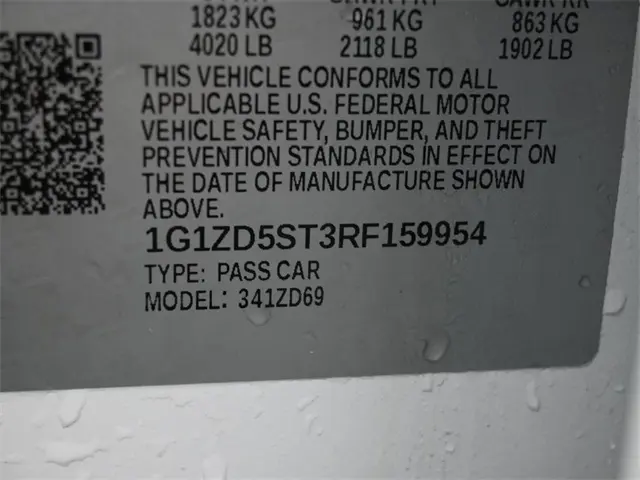 1823 KG 961 KG 863 KG
4020 LB 2118 LB 1902 LB
THIS VEHICLE CONFORMS TO ALL
APPLICABLE U.S. FEDERAL MOTOR
VEHICLE SAFETY, BUMPER, AND THEFT
PREVENTION STANDARDS IN EFFECT ON
THE DATE OF MANUFACTURE SHOWN
ABOVE.
1G1ZD5ST3RF159954
TYPE: PASS CAR
MODEL: 341ZD69